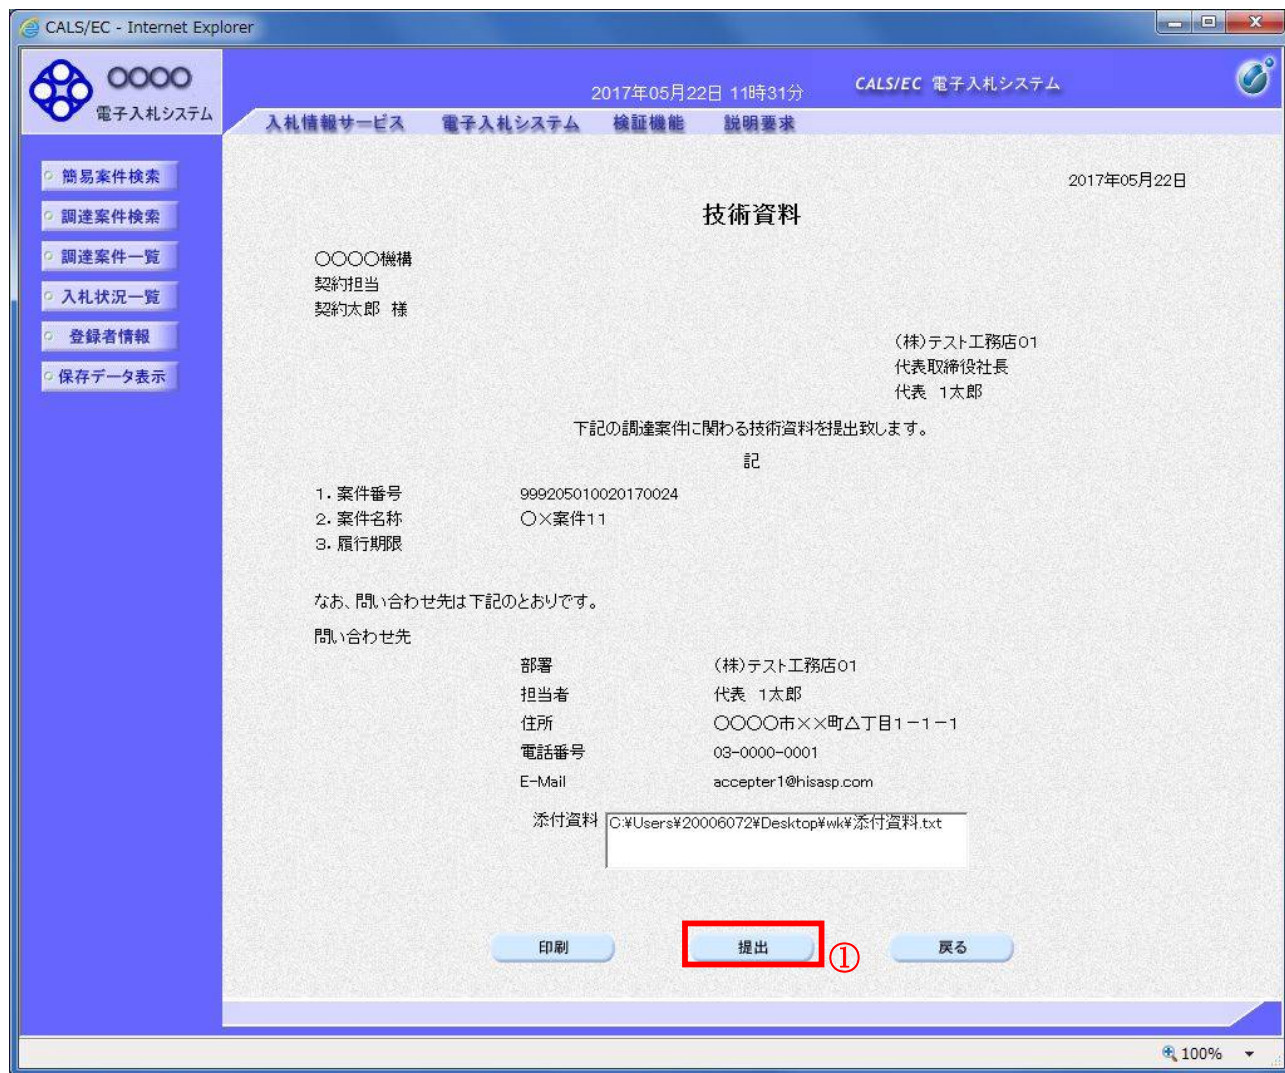 CALS/EC - Internet Explorer
〇〇〇〇
電子入札システム
2017年05月22日 11時31分
CALS/EC 電子入札システム
入札情報サービス 電子入札システム 検証機能 説明要求
簡易案件検索
調達案件検索
調達案件一覧
入札状況一覧
登録者情報
保存データ表示
2017年05月22日
技術資料
〇〇〇〇機構
契約担当
契約太郎 様
(株)テスト工務店01
代表取締役社長
代表 1太郎
下記の調達案件に関わる技術資料を提出致します。
記
1.案件番号 999205010020170024
2.案件名称 〇×案件11
3.履行期限
なお、問い合わせ先は下記のとおりです。
問い合わせ先
部署 (株)テスト工務店01
担当者 代表 1太郎
住所 〇〇〇〇市××町△丁目1-1-1
電話番号 03-0000-0001
E-Mail accepter1@hisasp.com
添付資料 C:¥Users¥20006072¥Desktop¥wk¥添付資料.txt
印刷 提出 ① 戻る
100%